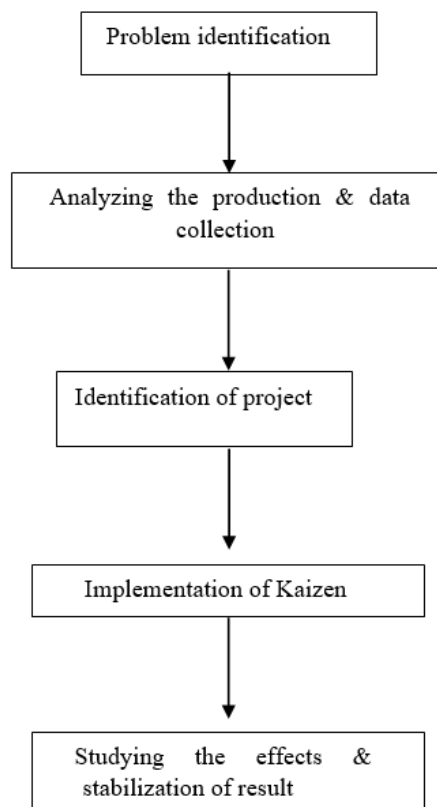 Problem identification
Analyzing the production & data
collection
Identification of project
Implementation of Kaizen
Studying the effects &
stabilization of result